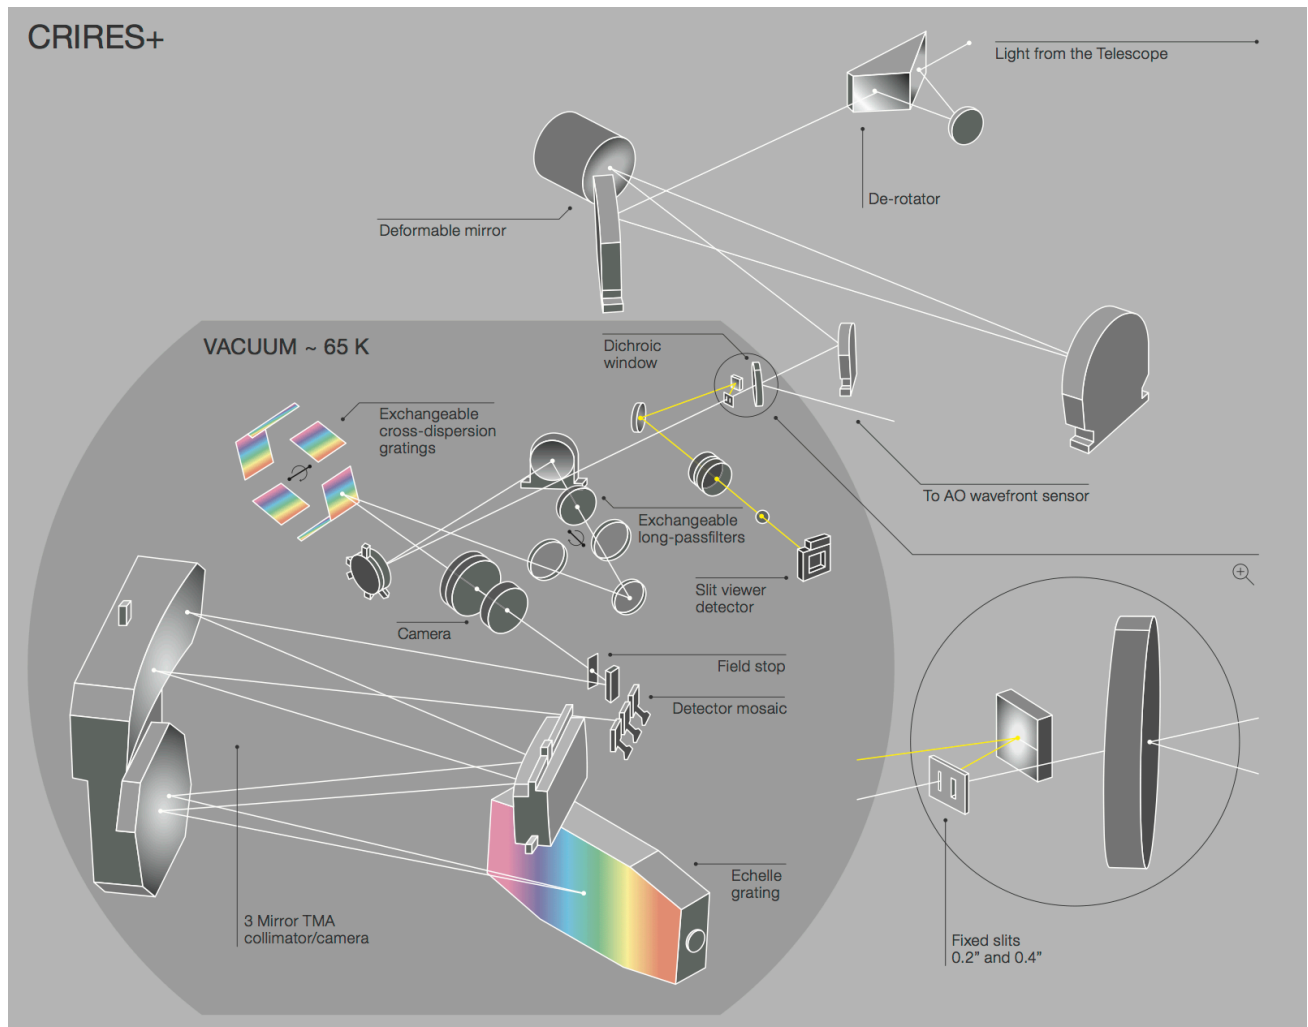 CRIRES+
Light from the Telescope
De-rotator
Deformable mirror
VACUUM ~ 65 K
Dichroic
window
Exchangeable
cross-dispersion
gratings
To AO wavefront sensor
Exchangeable
long-passfilters
Slit viewer
detector
Camera
Field stop
Detector mosaic
Echelle
grating
3 Mirror TMA
collimator/camera
Fixed slits
0.2” and 0.4”